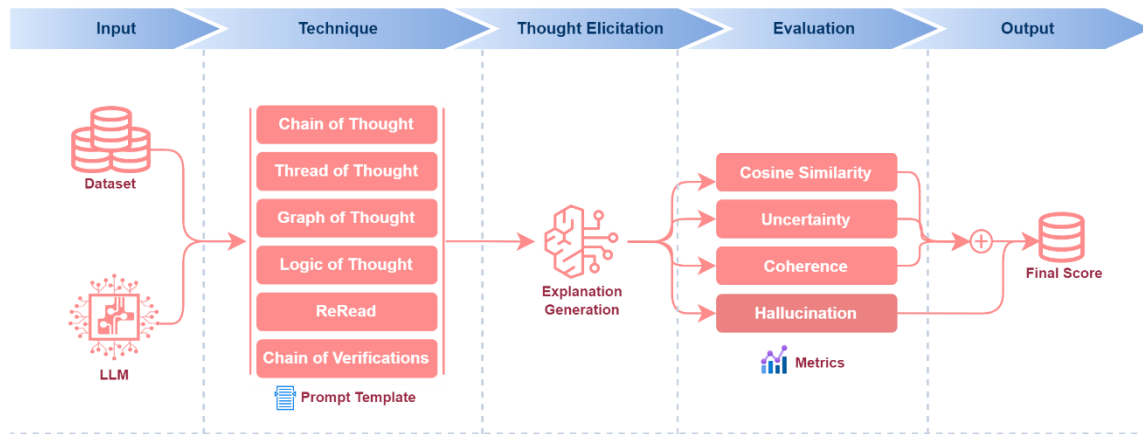 Input
Technique
Thought Elicitation
Evaluation
Output
Dataset
LLM
Chain of Thought
Thread of Thought
Graph of Thought
Logic of Thought
ReRead
Chain of Verifications
Prompt Template
Explanation
Generation
Cosine Similarity
Uncertainty
Coherence
Hallucination
Metrics
Final Score